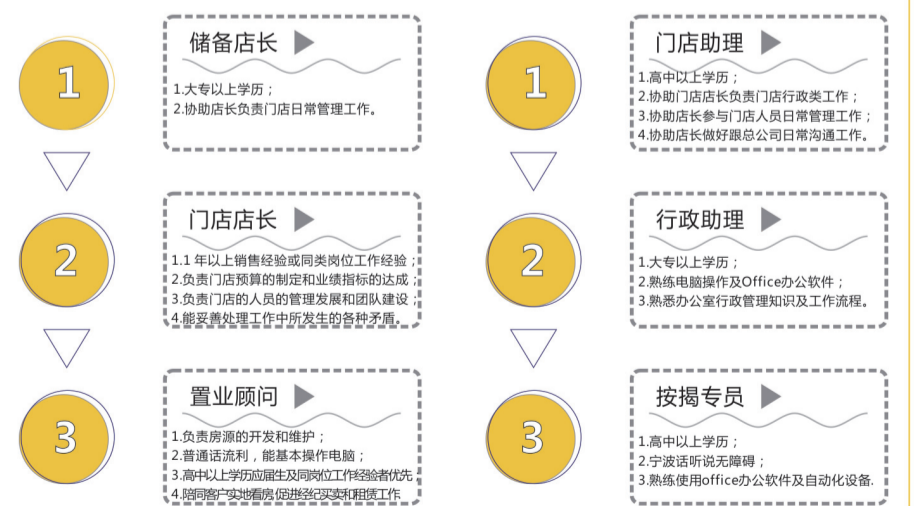 1
储备店长
1.大专以上学历；
2.协助店长负责门店日常管理工作。
2
门店店长
1.1 年以上销售经验或同类岗位工作经验；
2.负责门店预算的制定和业绩指标的达成；
3.负责门店的人员的管理发展和团队建设；
4.能妥善处理工作中所发生的各种矛盾。
3
置业顾问
1.负责房源的开发和维护；
2.普通话流利，能基本操作电脑；
3.高中以上学历应届生及同岗位工作经验者优先
4.陪同客户实地看房,促进经纪买卖和租赁工作
1
门店助理
1.高中以上学历；
2.协助门店店长负责门店行政类工作；
3.协助店长参与门店人员日常管理工作；
4.协助店长做好跟总公司日常沟通工作。
2
行政助理
1.大专以上学历；
2.熟练电脑操作及Office办公软件；
3.熟悉办公室行政管理知识及工作流程。
3
按揭专员
1.高中以上学历；
2.宁波话听说无障碍；
3.熟练使用office办公软件及自动化设备.